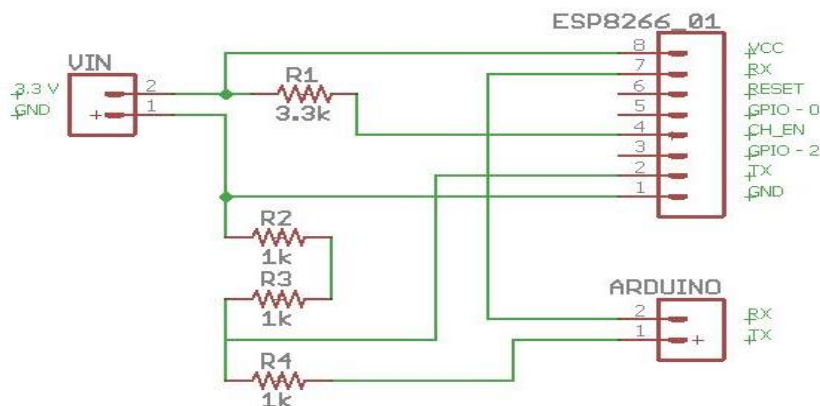 ESP8266_01
VIN
3.3 V
GND
2
1
R1
3.3k
8
7
6
5
4
3
2
1
VCC
RX
RESET
GPIO - 0
CH_EN
GPIO - 2
TX
GND
R2
1k
R3
1k
R4
1k
ARDUINO
2
1
RX
TX